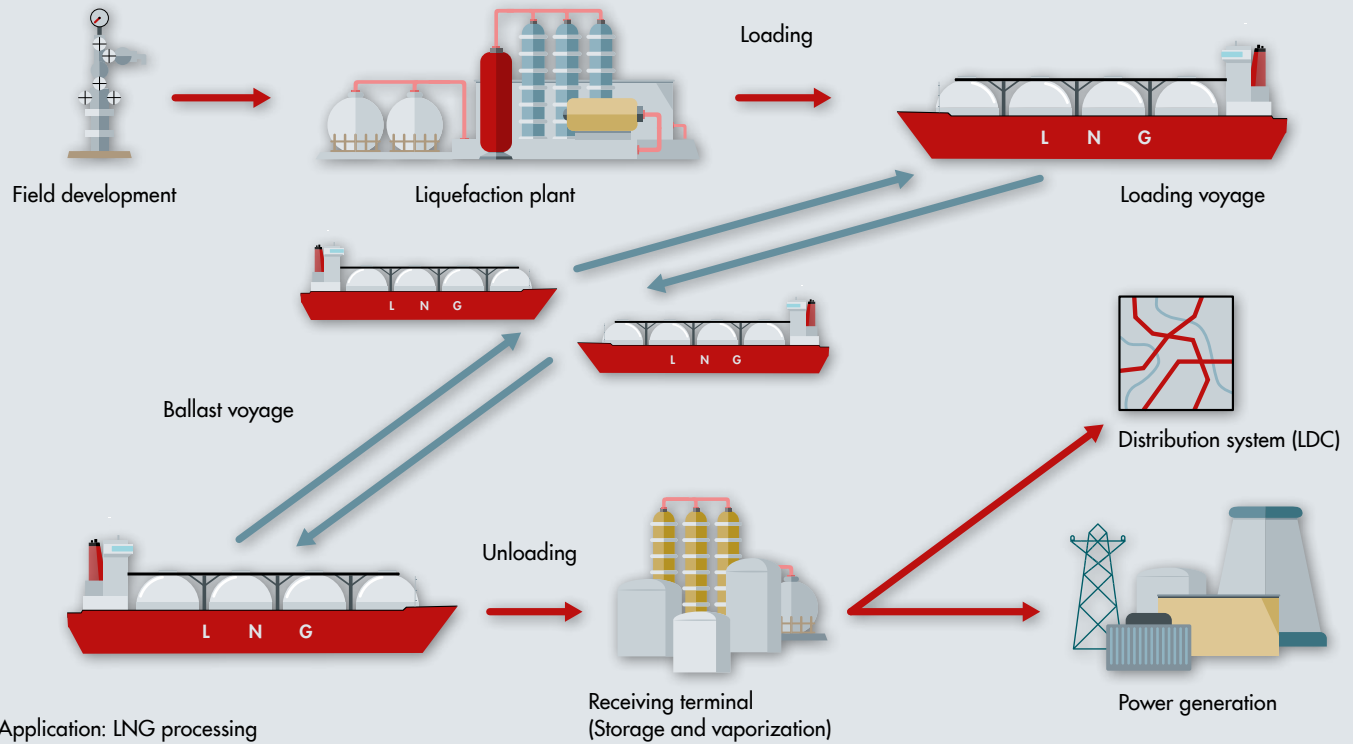 Loading
L N G
Field development
Liquefaction plant
Loading voyage
L N G
L N G
Ballast voyage
Distribution system (LDC)
Unloading
L N G
Receiving terminal
(Storage and vaporization)
Power generation
Application: LNG processing